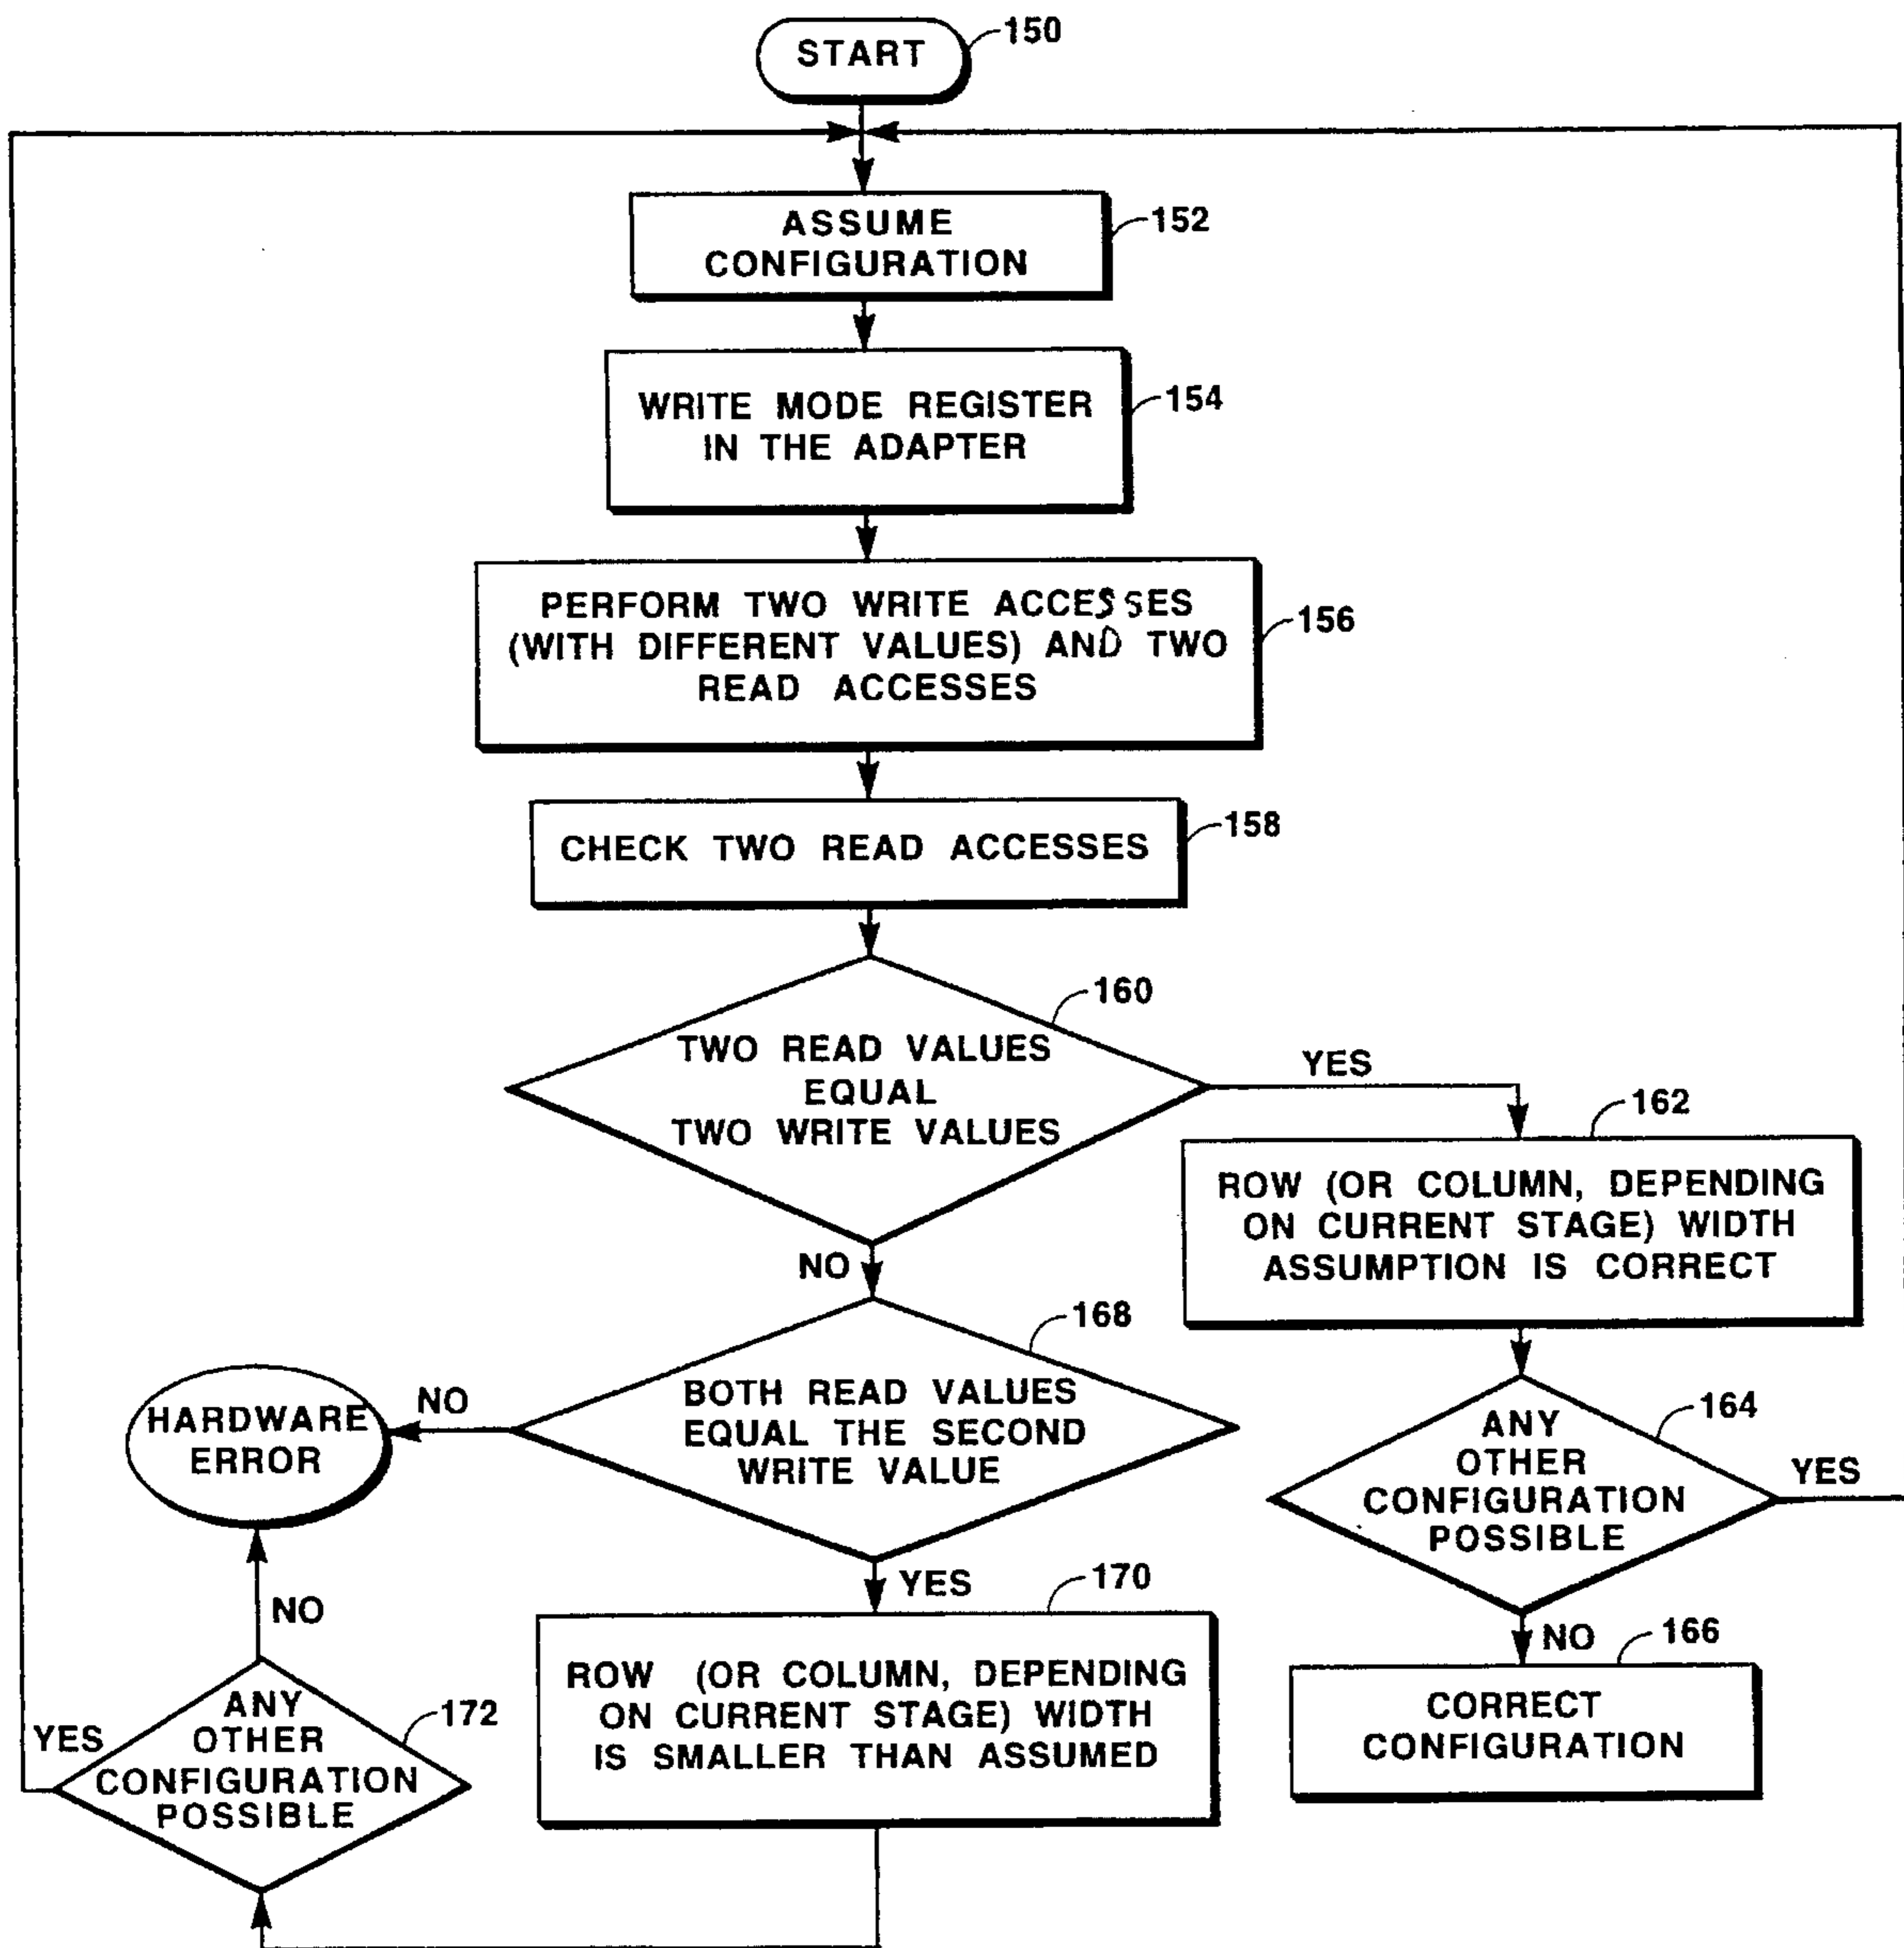 START
150
ASSUME
CONFIGURATION
152
WRITE MODE REGISTER
IN THE ADAPTER
154
PERFORM TWO WRITE ACCESSES
(WITH DIFFERENT VALUES) AND TWO
READ ACCESSES
156
CHECK TWO READ ACCESSES
158
TWO READ VALUES
EQUAL
TWO WRITE VALUES
160
YES
NO
162
ROW (OR COLUMN, DEPENDING
ON CURRENT STAGE) WIDTH
ASSUMPTION IS CORRECT
BOTH READ VALUES
EQUAL THE SECOND
WRITE VALUE
168
NO
HARDWARE
ERROR
YES
ANY
OTHER
CONFIGURATION
POSSIBLE
164
YES
NO
166
CORRECT
CONFIGURATION
170
ROW (OR COLUMN, DEPENDING
ON CURRENT STAGE) WIDTH
IS SMALLER THAN ASSUMED
NO
ANY
OTHER
CONFIGURATION
POSSIBLE
172
YES